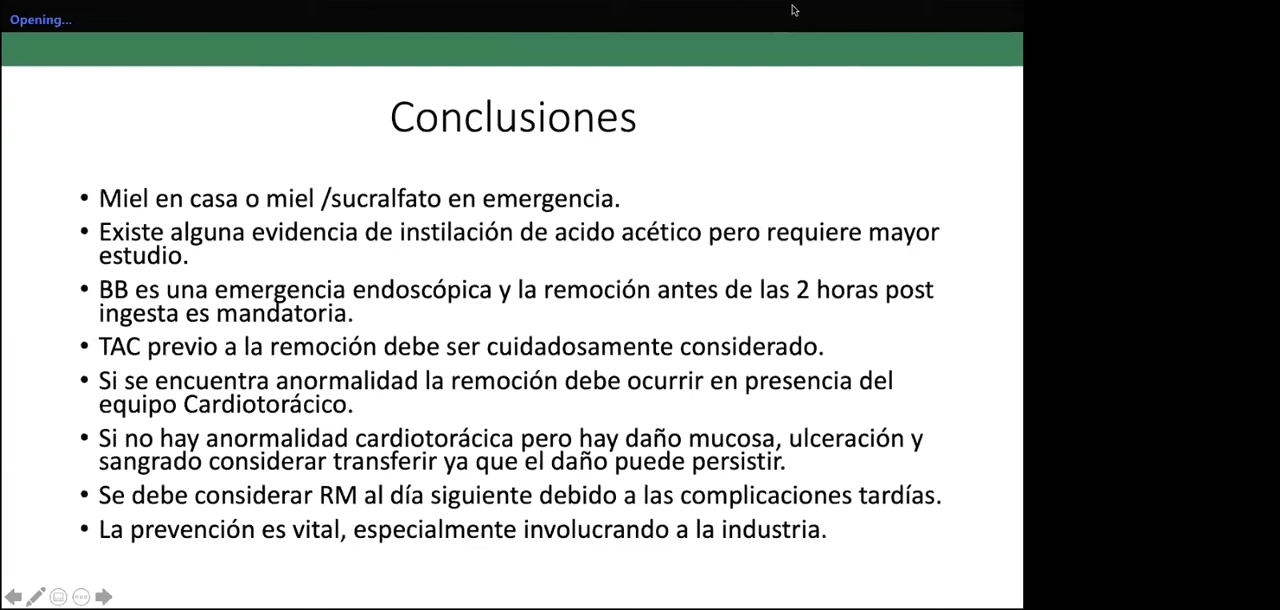 Opening...
Conclusiones
• Miel en casa o miel /sucralfato en emergencia.
• Existe alguna evidencia de instilación de acido acético pero requiere mayor
estudio.
• BB es una emergencia endoscópica y la remoción antes de las 2 horas post
ingesta es mandatoria.
• TAC previo a la remoción debe ser cuidadosamente considerado.
• Si se encuentra anormalidad la remoción debe ocurrir en presencia del
equipo Cardiotorácico.
• Si no hay anormalidad cardiotorácica pero hay daño mucosa, ulceración y
sangrado considerar transferir ya que el daño puede persistir.
• Se debe considerar RM al día siguiente debido a las complicaciones tardías.
• La prevención es vital, especialmente involucrando a la industria.